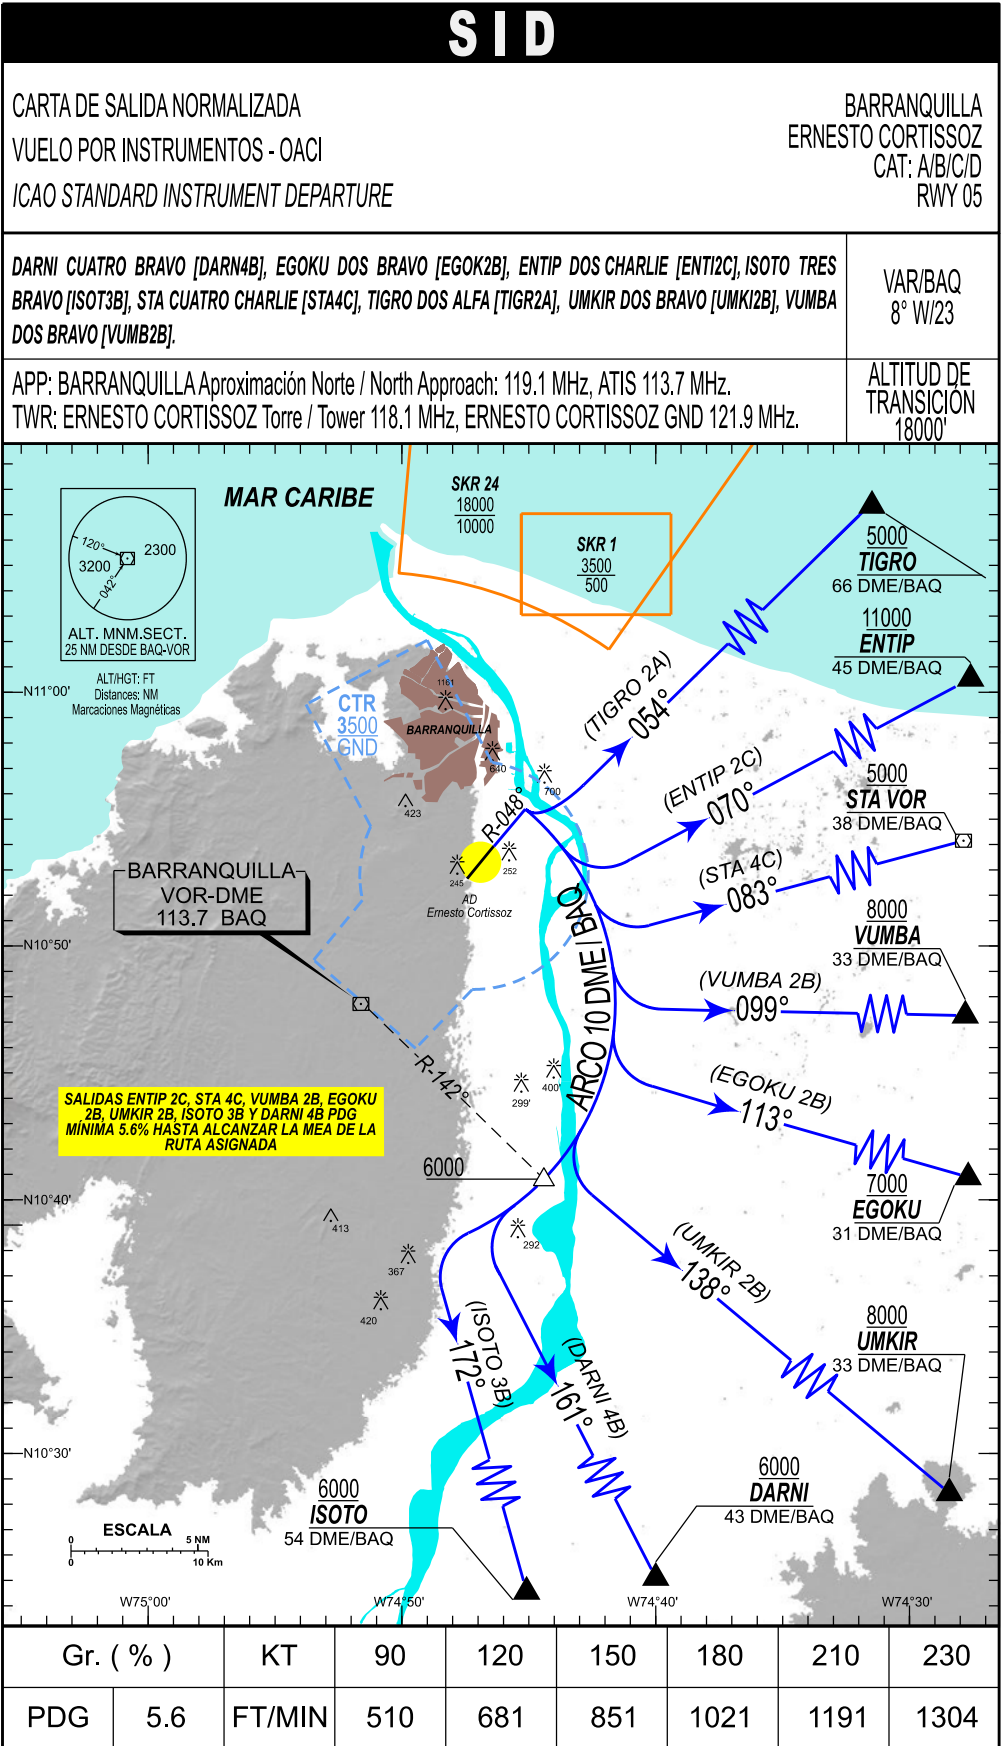 SID
CARTA DE SALIDA NORMALIZADA
VUELO POR INSTRUMENTOS - OACI
ICAO STANDARD INSTRUMENT DEPARTURE
BARRANQUILLA
ERNESTO CORTISSOZ
CAT: A/B/C/D
RWY 05
DARNI CUATRO BRAVO [DARN4B], EGOKU DOS BRAVO [EGOK2B], ENTIP DOS CHARLIE [ENTI2C], ISOTO TRES
BRAVO [ISOT3B], STA CUATRO CHARLIE [STA4C], TIGRO DOS ALFA [TIGR2A], UMKIR DOS BRAVO [UMKI2B], VUMBA
DOS BRAVO [VUMB2B].
VAR/BAQ
8° W/23
APP: BARRANQUILLA Aproximación Norte / North Approach: 119.1 MHz, ATIS 113.7 MHz.
TWR: ERNESTO CORTISSOZ Torre / Tower 118.1 MHz, ERNESTO CORTISSOZ GND 121.9 MHz.
ALTITUD DE
TRANSICIÓN
18000'
MAR CARIBE
SKR 24
18000
10000
SKR 1
3500
500
120°
2300
3200
042°
ALT. MNM.SECT.
25 NM DESDE BAQ-VOR
ALT/HGT: FT
Distances: NM
Marcaciones Magnéticas
5000
TIGRO
66 DME/BAQ
11000
ENTIP
45 DME/BAQ
N11°00'
CTR
3500
GND
1161
BARRANQUILLA
640
700
423
(TIGRO 2A)
054°
(ENTIP 2C)
070°
5000
STA VOR
38 DME/BAQ
R-048°
245
252
AD
Ernesto Cortissoz
(STA 4C)
083°
BARRANQUILLA
VOR-DME
113.7 BAQ
8000
VUMBA
33 DME/BAQ
N10°50'
ARCO 10 DME / BAQ
(VUMBA 2B)
099°
R-142°
299'
400'
(EGOKU 2B)
113°
SALIDAS ENTIP 2C, STA 4C, VUMBA 2B, EGOKU
2B, UMKIR 2B, ISOTO 3B Y DARNI 4B PDG
MÍNIMA 5.6% HASTA ALCANZAR LA MEA DE LA
RUTA ASIGNADA
6000
7000
EGOKU
31 DME/BAQ
N10°40'
413
292
367
420
(UMKIR 2B)
138°
8000
UMKIR
33 DME/BAQ
(ISOTO 3B)
172°
(DARNI 4B)
161°
N10°30'
6000
ISOTO
54 DME/BAQ
6000
DARNI
43 DME/BAQ
ESCALA
0 5 NM
0 10 Km
W75°00' W74°50' W74°40' W74°30'
Gr. ( % ) KT 90 120 150 180 210 230
PDG 5.6 FT/MIN 510 681 851 1021 1191 1304